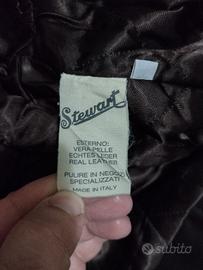 Stewart
ESTERNO:
VERA PELLE
ECHTES LEDER
REAL LEATHER
PULIRE IN NEGOZI
SPECIALIZZATI
MADE IN ITALY
subito